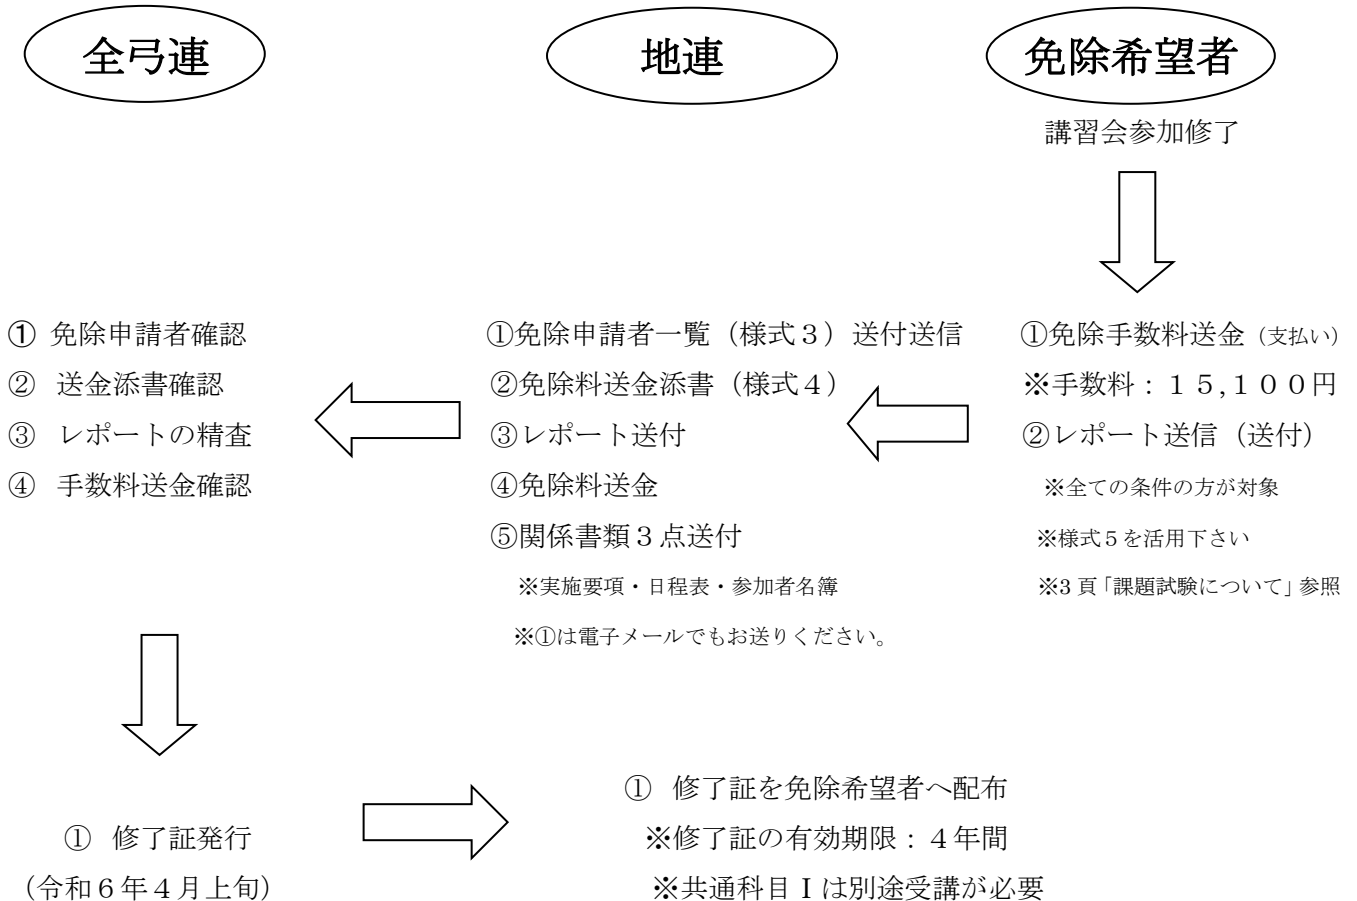 全弓連
地連
免除希望者
講習会参加修了
① 免除申請者確認
② 送金添書確認
③ レポートの精査
④ 手数料送金確認
①免除申請者一覧（様式３）送付送信
②免除料送金添書（様式４）
③レポート送付
④免除料送金
⑤関係書類３点送付
※実施要項・日程表・参加者名簿
※①は電子メールでもお送りください。
①免除手数料送金（支払い）
※手数料：１５,１００円
②レポート送信（送付）
※全ての条件の方が対象
※様式５を活用下さい
※3 頁「課題試験について」参照
① 修了証発行
（令和６年４月上旬）
① 修了証を免除希望者へ配布
※修了証の有効期限：４年間
※共通科目Ⅰは別途受講が必要